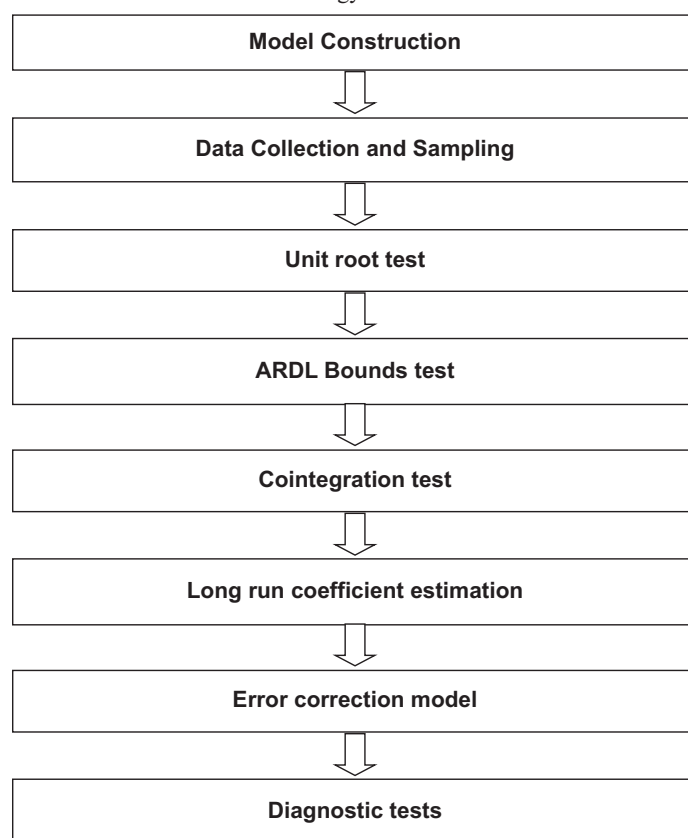 Model Construction
Data Collection and Sampling
Unit root test
ARDL Bounds test
Cointegration test
Long run coefficient estimation
Error correction model
Diagnostic tests